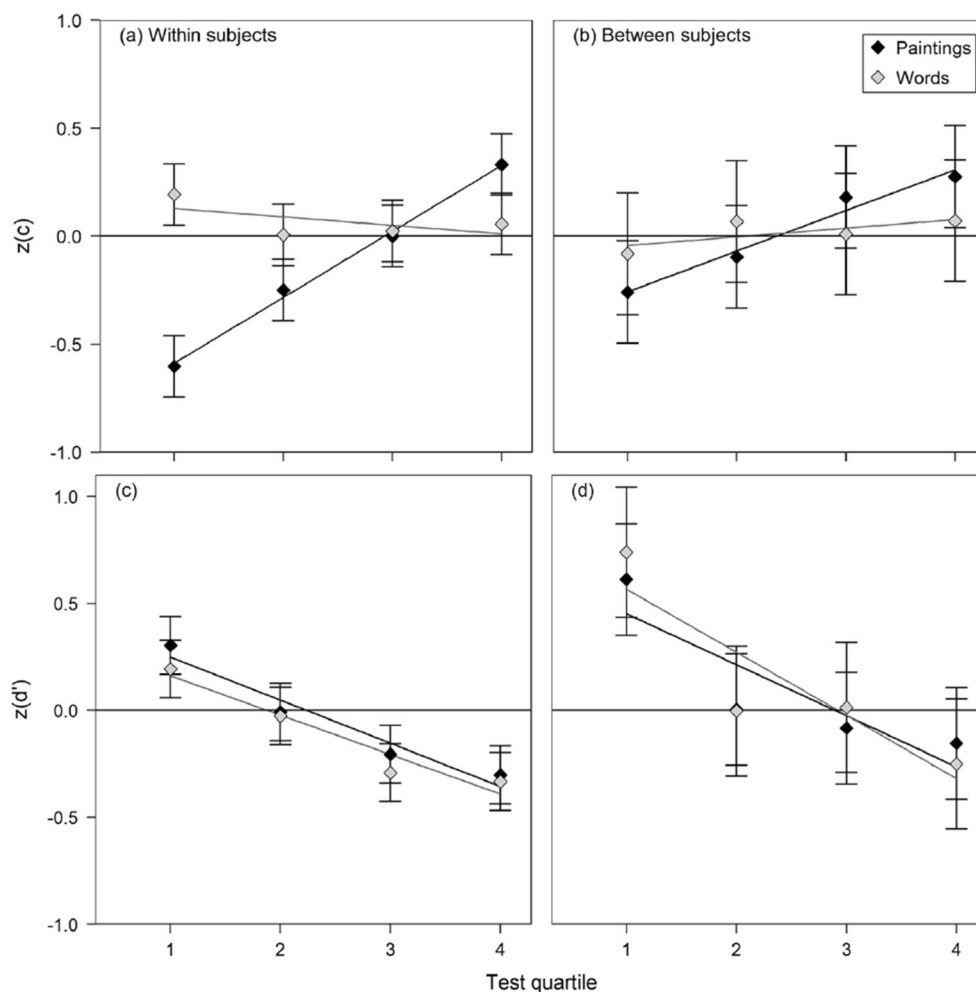 (a) Within subjects
(b) Between subjects
Paintings
Words
1.0
0.5
0.0
-0.5
-1.0
z(c)
(c)
(d)
1.0
0.5
0.0
-0.5
-1.0
z(d')
1 2 3 4
1 2 3 4
Test quartile